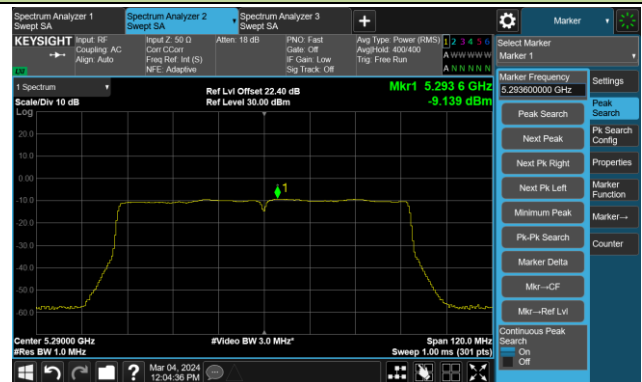 Spectrum Analyzer 1
Swept SA
Spectrum Analyzer 2
Swept SA
Spectrum Analyzer 3
Swept SA
+
Marker
KEYSIGHT
Input: RF
Coupling: AC
Align: Auto
Input Z: 50 Ω
Corr CCorr
Freq Ref: Int (S)
NFE: Adaptive
Atten: 18 dB
PNO: Fast
Gate: Off
IF Gain: Low
Sig Track: Off
Avg Type: Power (RMS)
Avg|Hold: 400/400
Trig: Free Run
1 2 3 4 5 6
A W W W W W
A N N N N N
Select Marker
Marker 1
1 Spectrum
Scale/Div 10 dB
Log
Ref Lvl Offset 22.40 dB
Ref Level 30.00 dBm
Mkr1 5.293 6 GHz
-9.139 dBm
20.0
10.0
0.00
-10.0
-20.0
-30.0
-40.0
-50.0
-60.0
1
Center 5.29000 GHz
#Res BW 1.0 MHz
#Video BW 3.0 MHz*
Span 120.0 MHz
Sweep 1.00 ms (301 pts)
Marker Frequency
5.293600000 GHz
Peak Search
Next Peak
Next Pk Right
Next Pk Left
Minimum Peak
Pk-Pk Search
Marker Delta
Mkr→CF
Mkr→Ref Lvl
Continuous Peak
Search
On
Off
Settings
Peak
Search
Pk Search
Config
Properties
Marker
Function
Marker→
Counter
?
Mar 04, 2024
12:04:36 PM